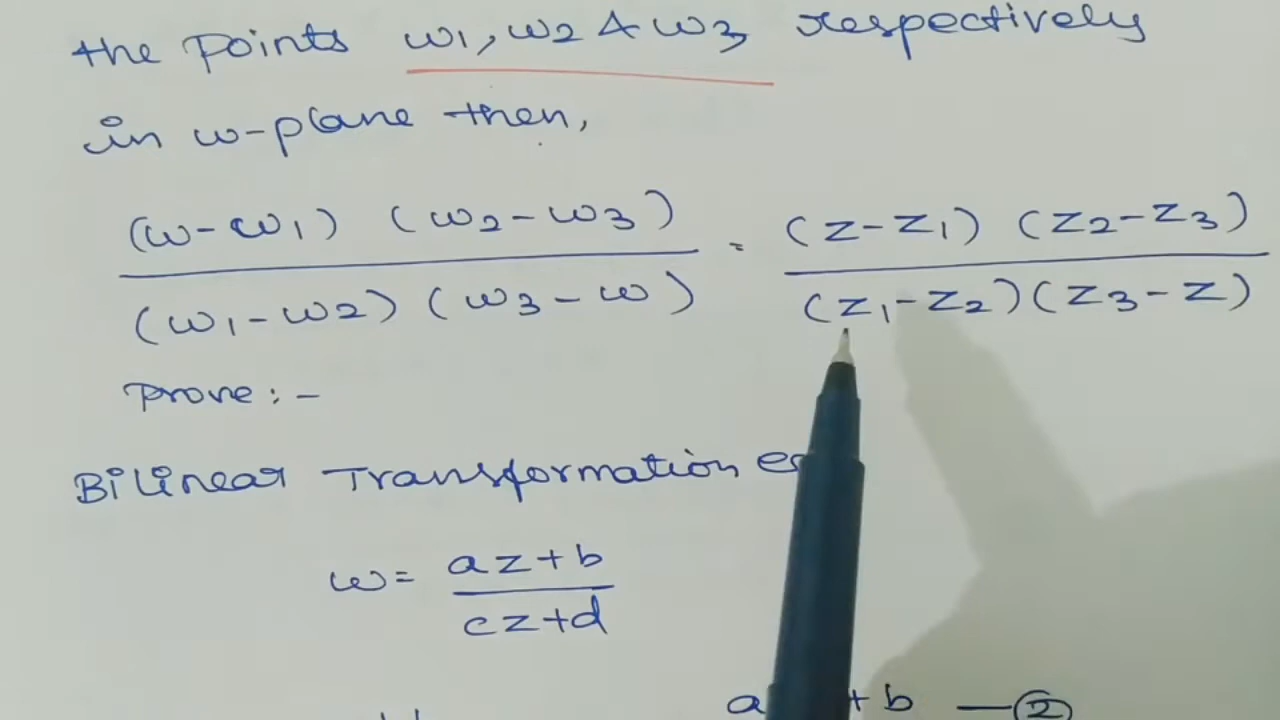 the points w1, w2 & w3 respectively
in w-plane then,
(w-w1) (w2-w3) / (w1-w2) (w3-w) = (z-z1) (z2-z3) / (z1-z2)(z3-z)
Prove:-
Bilinear Transformation
w= az+b / cz+d
a + b —②